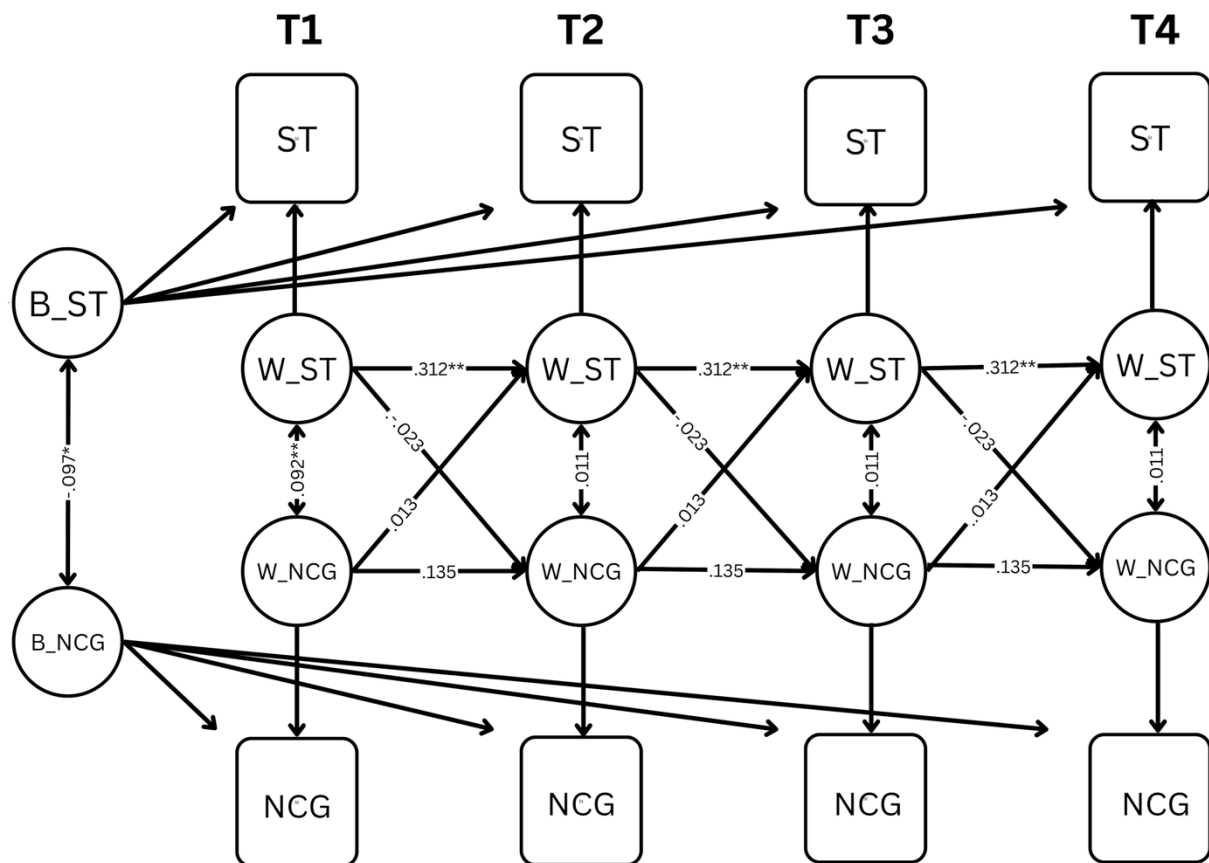 T1 T2 T3 T4
ST ST ST ST
B_ST
W_ST .312** W_ST .312** W_ST .312** W_ST
-.097*
.092** -.023 .013 .011 -.023 .013 .011 -.023 .013 .011
W_NCG .135 W_NCG .135 W_NCG .135 W_NCG
B_NCG
NCG NCG NCG NCG